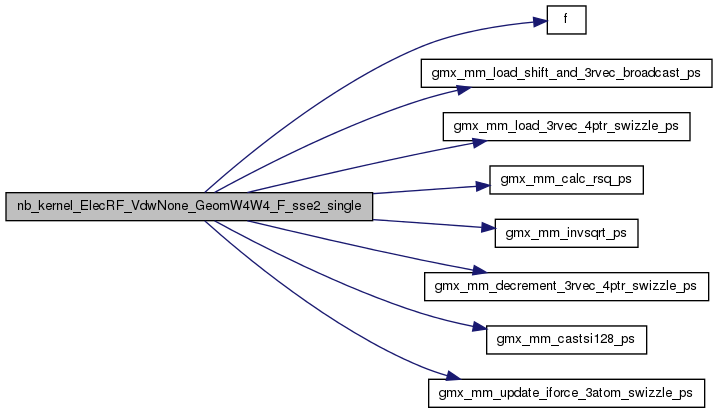 f
gmx_mm_load_shift_and_3rvec_broadcast_ps
gmx_mm_load_3rvec_4ptr_swizzle_ps
gmx_mm_calc_rsq_ps
nb_kernel_ElecRF_VdwNone_GeomW4W4_F_sse2_single
gmx_mm_invsqrt_ps
gmx_mm_decrement_3rvec_4ptr_swizzle_ps
gmx_mm_castsi128_ps
gmx_mm_update_iforce_3atom_swizzle_ps